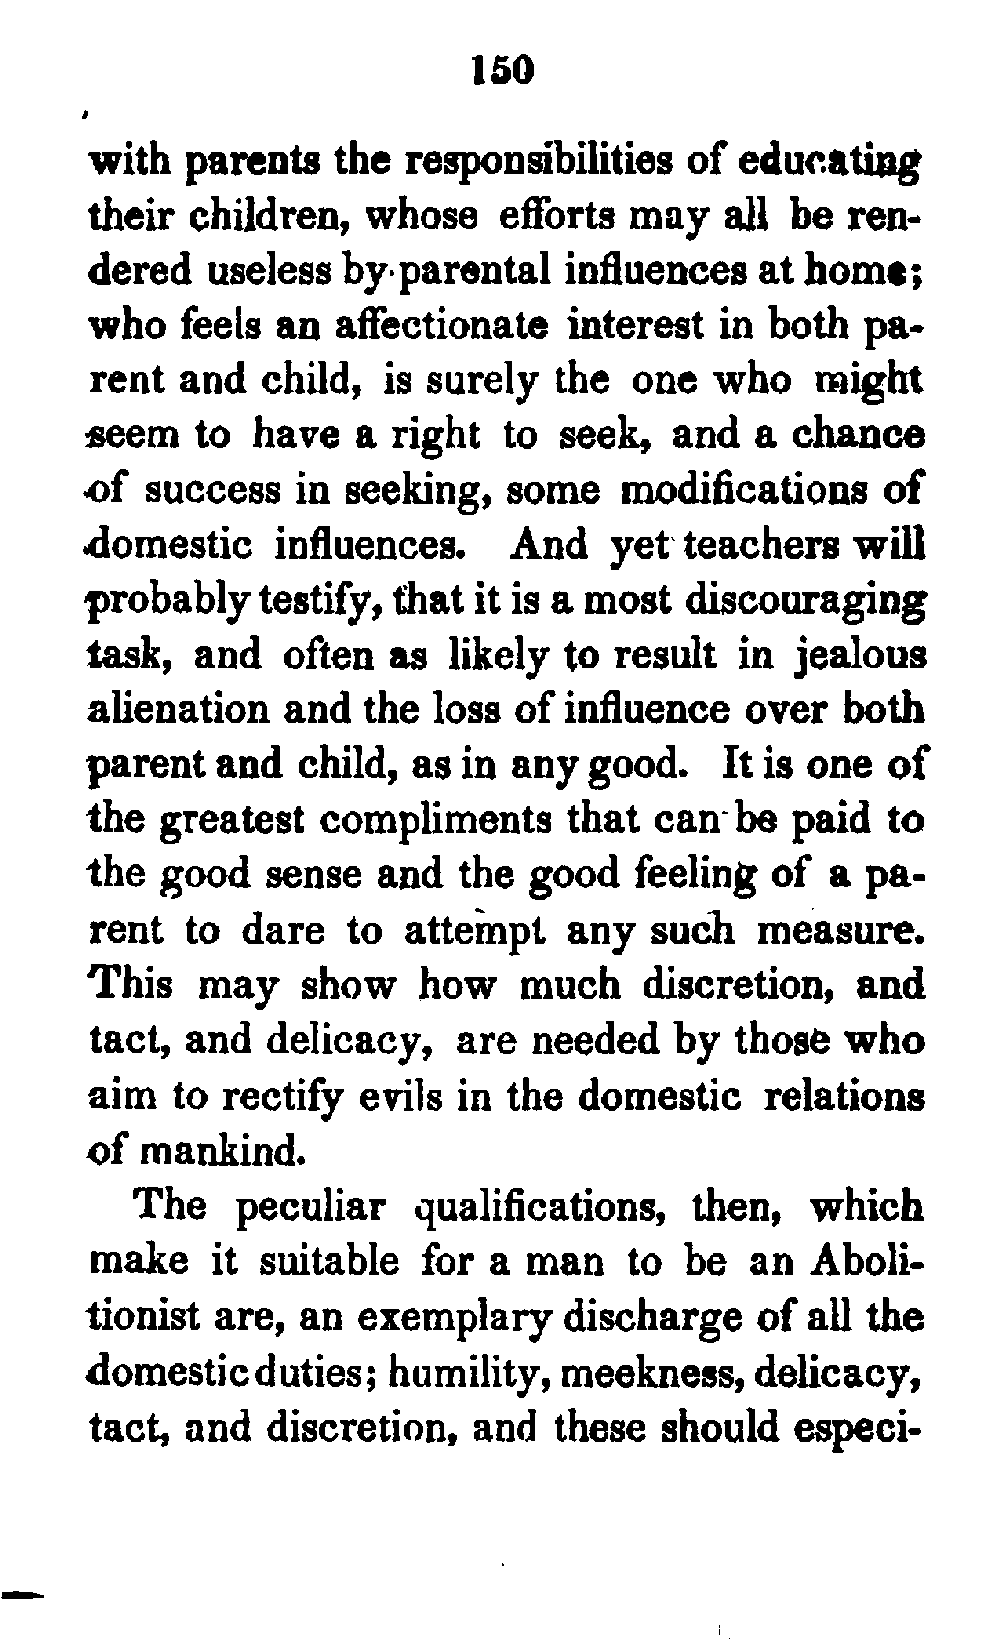 150
with parents the responsibilities of educating
their children, whose efforts may all be ren-
dered useless by parental influences at home;
who feels an affectionate interest in both pa-
rent and child, is surely the one who might
seem to have a right to seek, and a chance
of success in seeking, some modifications of
domestic influences. And yet teachers will
probably testify, that it is a most discouraging
task, and often as likely to result in jealous
alienation and the loss of influence over both
parent and child, as in any good. It is one of
the greatest compliments that can be paid to
the good sense and the good feeling of a pa-
rent to dare to attempt any such measure.
This may show how much discretion, and
tact, and delicacy, are needed by those who
aim to rectify evils in the domestic relations
of mankind.
The peculiar qualifications, then, which
make it suitable for a man to be an Aboli-
tionist are, an exemplary discharge of all the
domestic duties; humility, meekness, delicacy,
tact, and discretion, and these should especi-